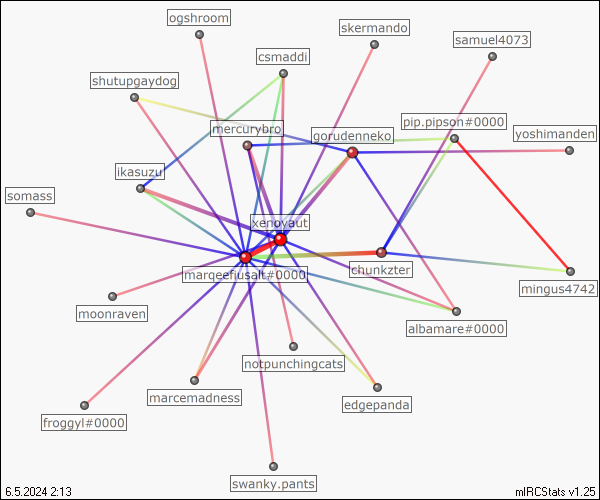 ogshroom
skermando
samuel4073
csmaddi
shutupgaydog
mercurybro
gorudenneko
pip.pipson#0000
yoshimanden
ikasuzu
somass
xenoyaut
marqeefiusalt#0000
chunkzter
mingus4742
moonraven
albamare#0000
notpunchingcats
marcemadness
edgepanda
froggyl#0000
swanky.pants
6.5.2024 2:13
mIRCStats v1.25